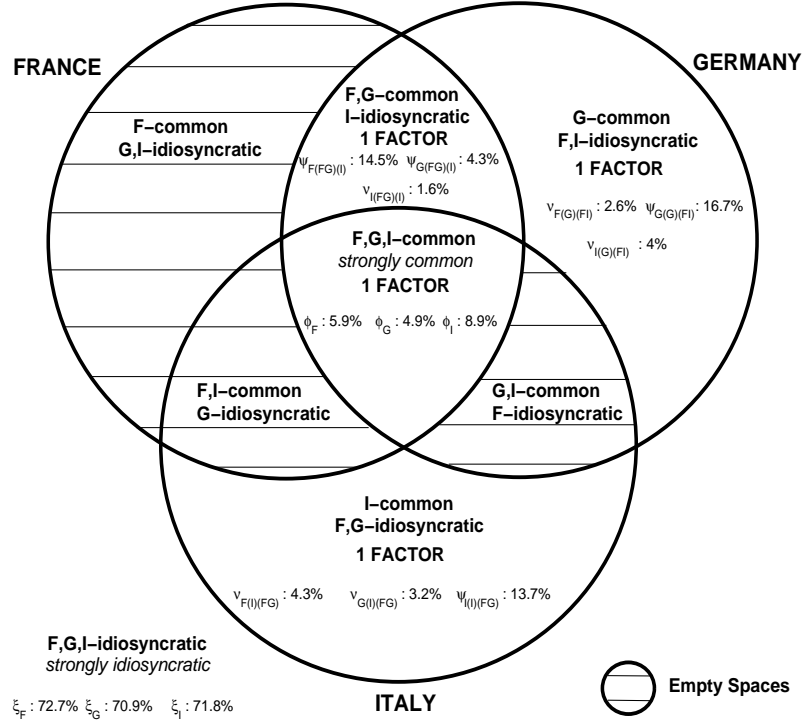 FRANCE
GERMANY
F,G−common
I−idiosyncratic
1 FACTOR
ψF(FG)(I) : 14.5% ψG(FG)(I) : 4.3%
νI(FG)(I) : 1.6%
F−common
G,I−idiosyncratic
G−common
F,I−idiosyncratic
1 FACTOR
νF(G)(FI) : 2.6% ψG(G)(FI) : 16.7%
νI(G)(FI) : 4%
F,G,I−common
strongly common
1 FACTOR
ϕF : 5.9% ϕG : 4.9% ϕI : 8.9%
F,I−common
G−idiosyncratic
G,I−common
F−idiosyncratic
I−common
F,G−idiosyncratic
1 FACTOR
νF(I)(FG) : 4.3% νG(I)(FG) : 3.2% ψI(I)(FG) : 13.7%
F,G,I−idiosyncratic
strongly idiosyncratic
ξF : 72.7% ξG : 70.9% ξI : 71.8%
ITALY
Empty Spaces